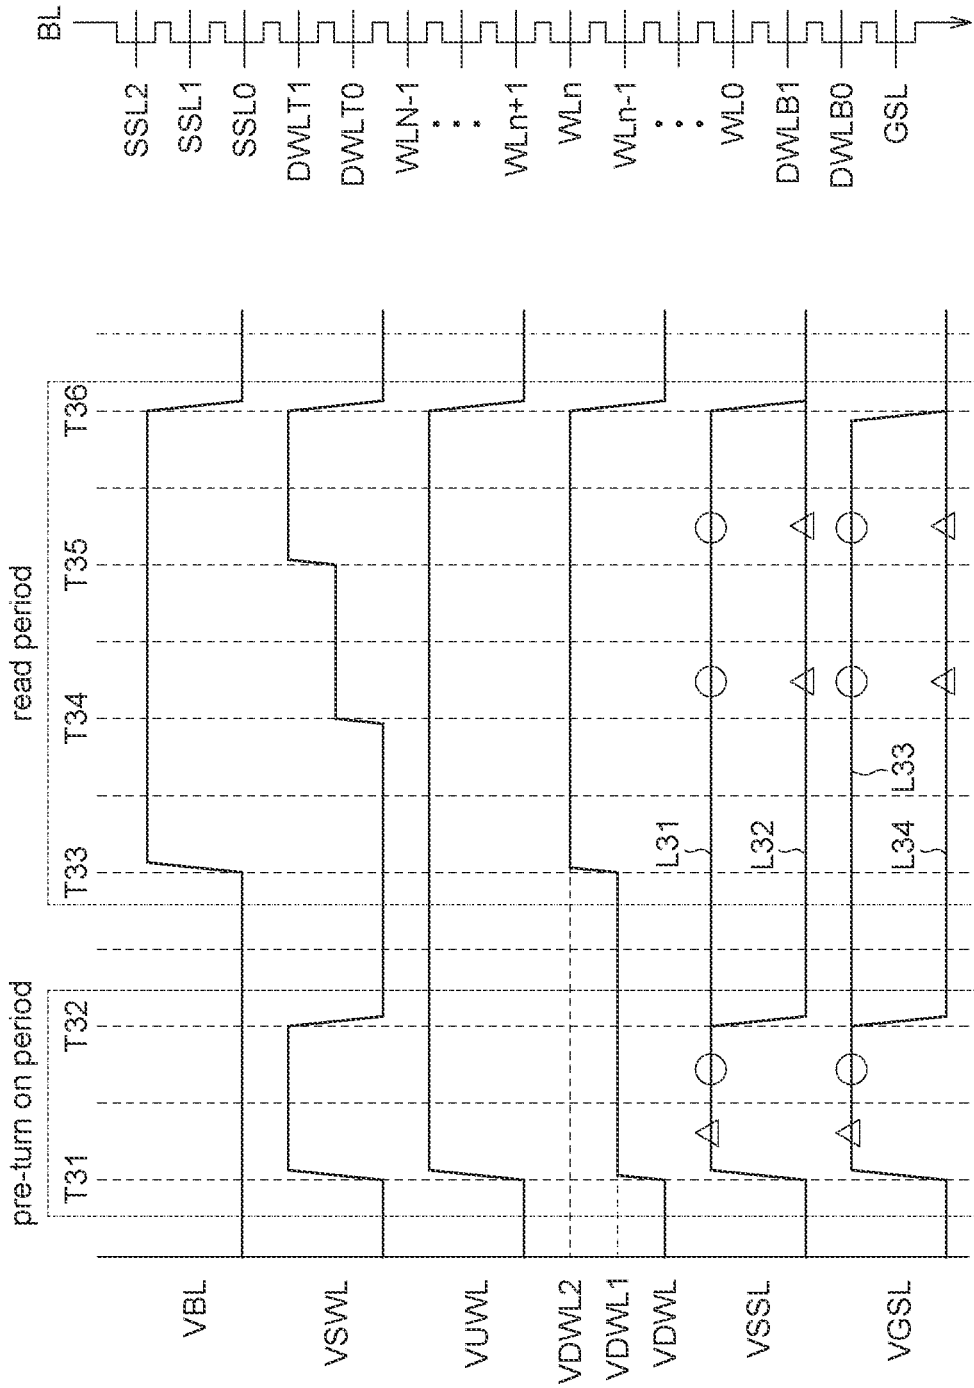 pre-turn on period
read period
T31
T32
T33
T34
T35
T36
VBL
VSWL
VUWL
VDWL2
VDWL1
VDWL
VSSL
VGSL
L31
L32
L33
L34
BL
SSL2
SSL1
SSL0
DWLT1
DWLT0
WLN-1
WLn+1
WLn
WLn-1
WL0
DWLB1
DWLB0
GSL